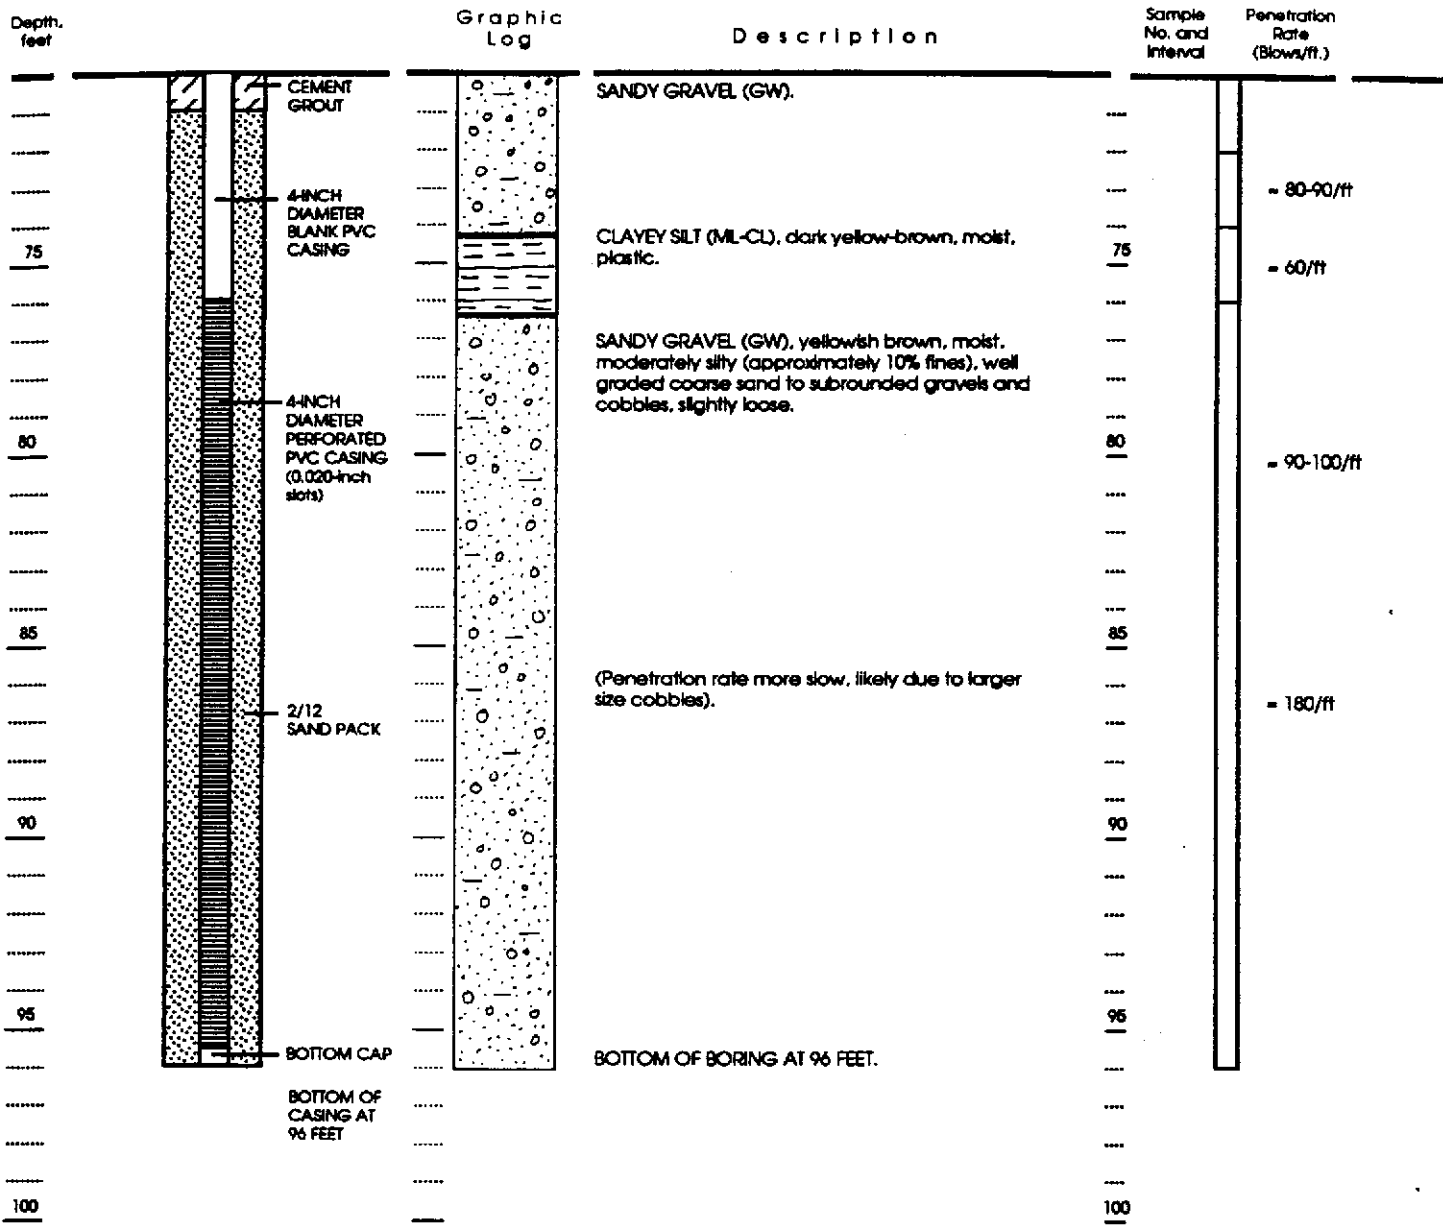 Depth, feet
Graphic Log
Description
Sample No. and Interval
Penetration Rate (Blows/ft.)
CEMENT
GROUT
SANDY GRAVEL (GW).
4-INCH
DIAMETER
BLANK PVC
CASING
≈ 80-90/ft
CLAYEY SILT (ML-CL), dark yellow-brown, moist,
plastic.
75
75
≈ 60/ft
SANDY GRAVEL (GW), yellowish brown, moist,
moderately silty (approximately 10% fines), well
graded coarse sand to subrounded gravels and
cobbles, slightly loose.
4-INCH
DIAMETER
PERFORATED
PVC CASING
(0.020-inch
slots)
80
80
≈ 90-100/ft
85
85
(Penetration rate more slow, likely due to larger
size cobbles).
2/12
SAND PACK
≈ 180/ft
90
90
95
95
BOTTOM CAP
BOTTOM OF BORING AT 96 FEET.
BOTTOM OF
CASING AT
96 FEET
100
100